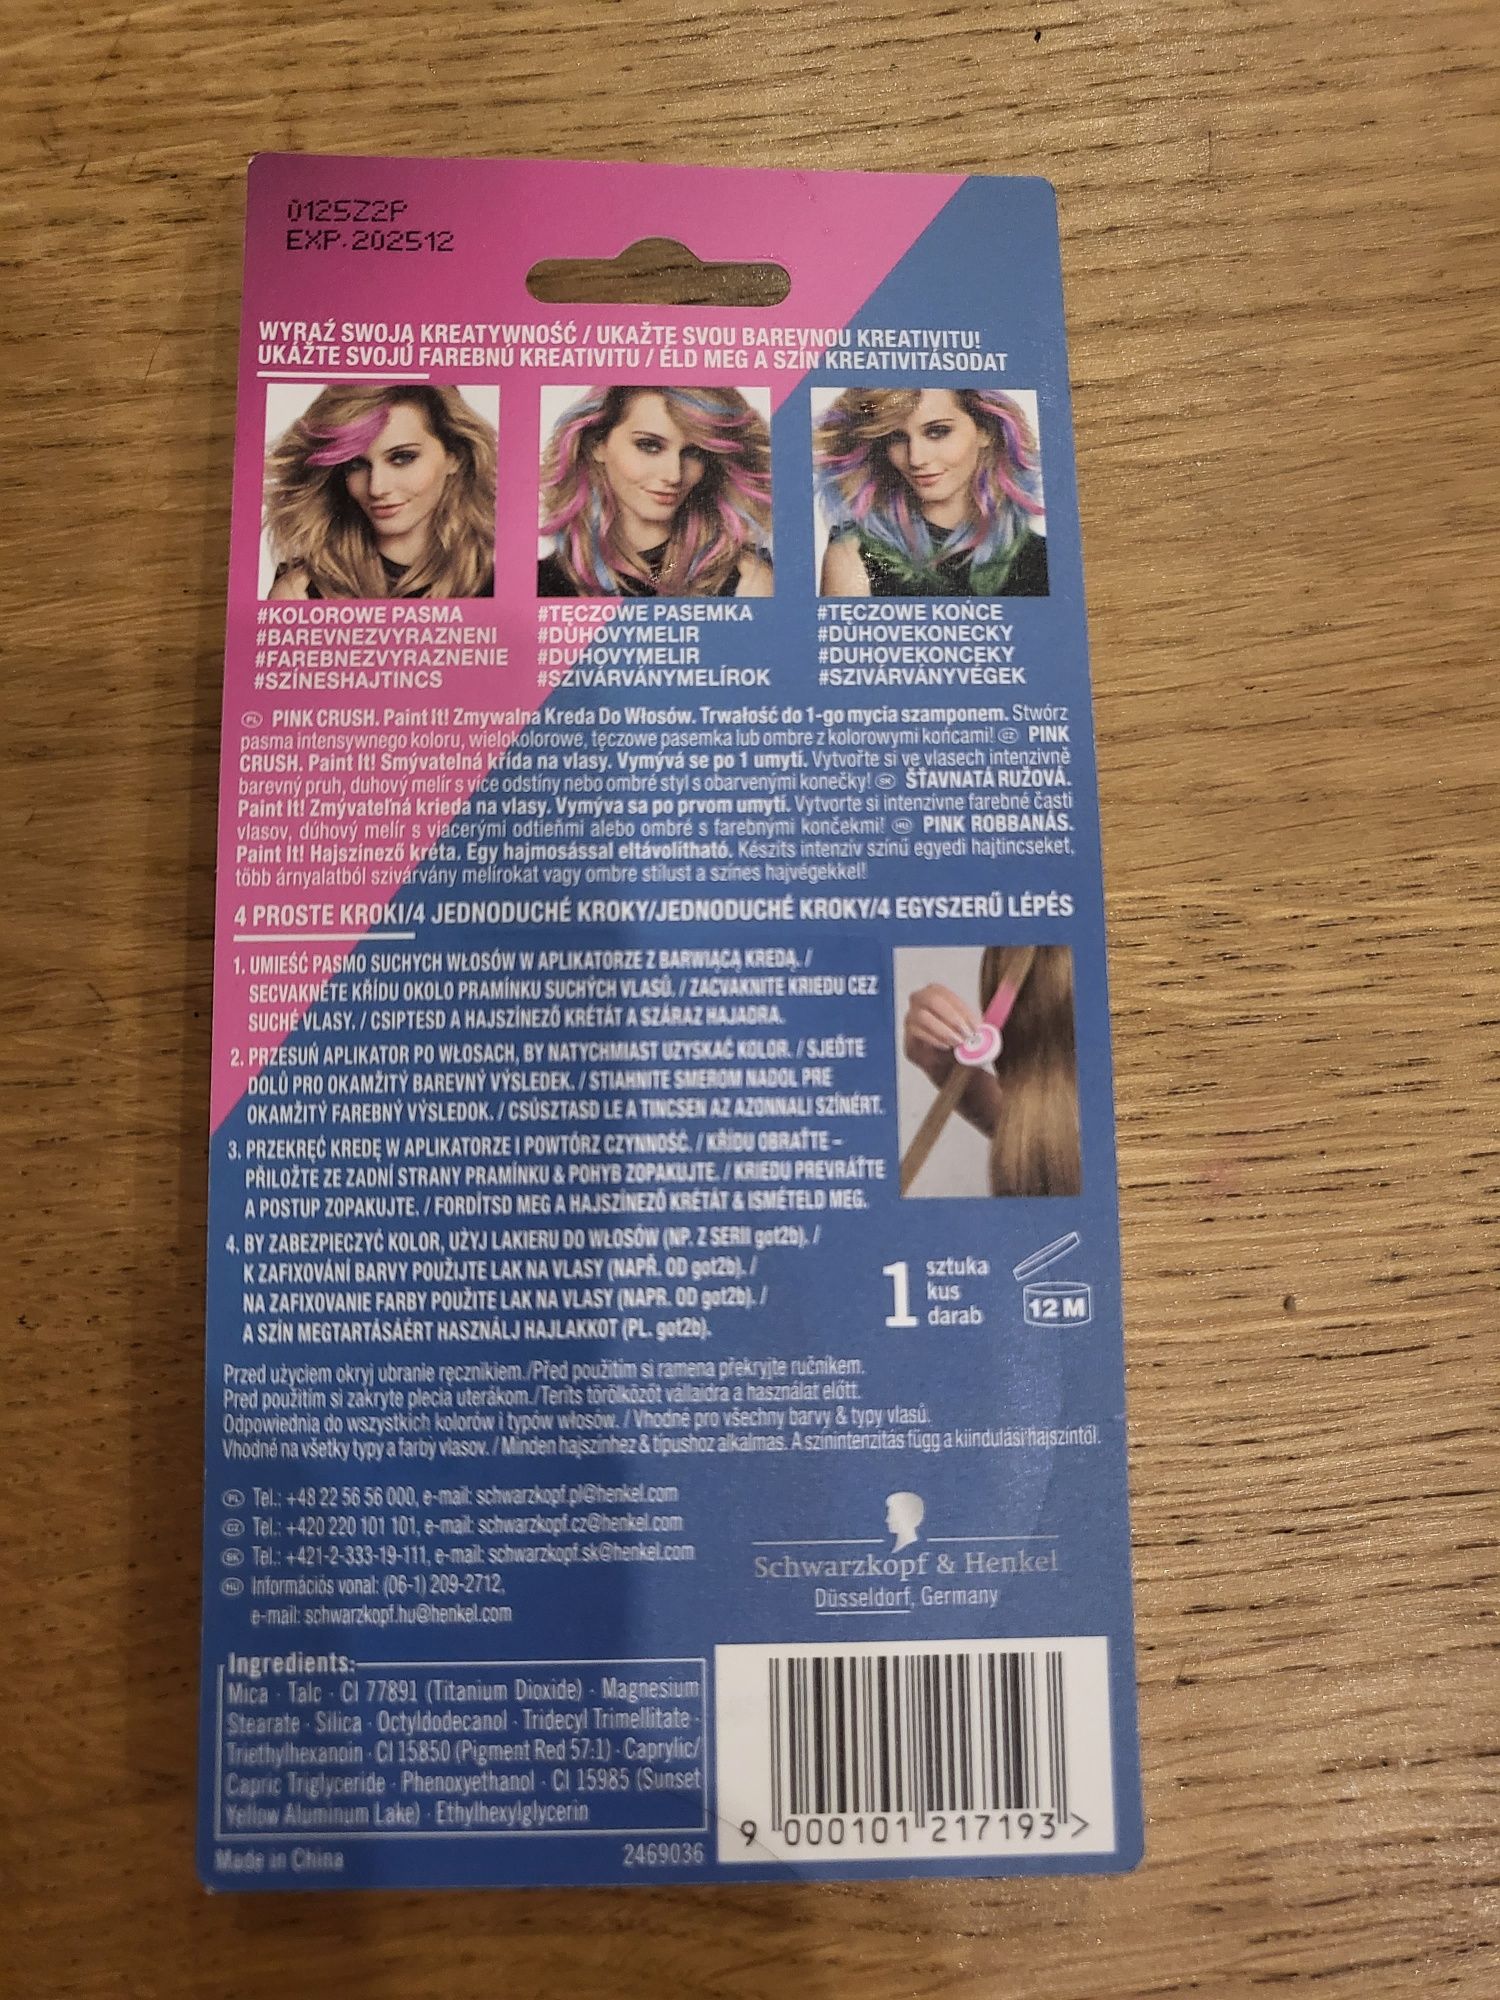 0125Z2P
EXP.202512
WYRAŹ SWOJĄ KREATYWNOŚĆ / UKAŽTE SVOU BAREVNOU KREATIVITU!
UKÁŽTE SVOJŮ FAREBNÚ KREATIVITU / ÉLD MEG A SZÍN KREATIVITÁSODAT
#KOLOROWE PASMA
#BAREVNEZVYRAZNENI
#FAREBNEZVYRAZNENIE
#SZÍNESHAJTINCS
#TĘCZOWE PASEMKA
#DUHOVYMELIR
#DUHOVYMELIR
#SZIVÁRVÁNYMELÍROK
#TĘCZOWE KOŃCE
#DUHOVEKONECKY
#DUHOVEKONCEKY
#SZIVÁRVÁNYVÉGEK
PL PINK CRUSH. Paint It! Zmywalna Kreda Do Włosów. Trwałość do 1-go mycia szamponem. Stwórz
pasma intensywnego koloru, wielokolorowe, tęczowe pasemka lub ombre z kolorowymi końcami! CZ PINK
CRUSH. Paint It! Smývatelná křída na vlasy. Vymývá se po 1 umytí. Vytvořte si ve vlasech intenzivně
barevný pruh, duhový melír s více odstíny nebo ombré styl s obarvenými konečky! SK ŠŤAVNATÁ RUŽOVÁ.
Paint It! Zmývateľná krieda na vlasy. Vymýva sa po prvom umytí. Vytvorte si intenzívne farebné časti
vlasov, dúhový melír s viacerými odtieňmi alebo ombré s farebnými končekmi! HU PINK ROBBANÁS.
Paint It! Hajszínező kréta. Egy hajmosással eltávolítható. Készíts intenzív színű egyedi hajtincseket,
több árnyalatból szivárvány melírokat vagy ombre stílust a színes hajvégekkel!
4 PROSTE KROKI/4 JEDNODUCHÉ KROKY/JEDNODUCHÉ KROKY/4 EGYSZERŰ LÉPÉS
1. UMIEŚĆ PASMO SUCHYCH WŁOSÓW W APLIKATORZE Z BARWIĄCĄ KREDĄ. /
SECVAKNĚTE KŘÍDU OKOLO PRAMÍNKU SUCHÝCH VLASŮ. / ZACVAKNITE KRIEDU CEZ
SUCHÉ VLASY. / CSIPTESD A HAJSZÍNEZŐ KRÉTÁT A SZÁRAZ HAJADRA.
2. PRZESUŃ APLIKATOR PO WŁOSACH, BY NATYCHMIAST UZYSKAĆ KOLOR. / SJEĎTE
DOLŮ PRO OKAMŽITÝ BAREVNÝ VÝSLEDEK. / STIAHNITE SMEROM NADOL PRE
OKAMŽITÝ FAREBNÝ VÝSLEDOK. / CSÚSZTASD LE A TINCSEN AZ AZONNALI SZÍNÉRT.
3. PRZEKRĘĆ KREDĘ W APLIKATORZE I POWTÓRZ CZYNNOŚĆ. / KŘÍDU OBRAŤTE –
PŘILOŽTE ZE ZADNÍ STRANY PRAMÍNKU & POHYB ZOPAKUJTE. / KRIEDU PREVRÁŤTE
A POSTUP ZOPAKUJTE. / FORDÍTSD MEG A HAJSZÍNEZŐ KRÉTÁT & ISMÉTELD MEG.
4. BY ZABEZPIECZYĆ KOLOR, UŻYJ LAKIERU DO WŁOSÓW (NP. Z SERII got2b). /
K ZAFIXOVÁNÍ BARVY POUŽIJTE LAK NA VLASY (NAPŘ. OD got2b). /
NA ZAFIXOVANIE FARBY POUŽITE LAK NA VLASY (NAPR. OD got2b). /
A SZÍN MEGTARTÁSÁÉRT HASZNÁLJ HAJLAKKOT (PL. got2b).
1 sztuka
kus
darab
12 M
Przed użyciem okryj ubranie ręcznikiem./Před použitím si ramena překryjte ručníkem.
Pred použitím si zakryte plecia uterákom./Teríts törölközőt vállaidra a használat előtt.
Odpowiednia do wszystkich kolorów i typów włosów. / Vhodné pro všechny barvy & typy vlasů.
Vhodné na všetky typy a farby vlasov. / Minden hajszínhez & típushoz alkalmas. A színintenzitás függ a kiindulási hajszíntől.
PL Tel.: +48 22 56 56 000, e-mail: schwarzkopf.pl@henkel.com
CZ Tel.: +420 220 101 101, e-mail: schwarzkopf.cz@henkel.com
SK Tel.: +421-2-333-19-111, e-mail: schwarzkopf.sk@henkel.com
HU Információs vonal: (06-1) 209-2712,
e-mail: schwarzkopf.hu@henkel.com
Schwarzkopf & Henkel
Düsseldorf, Germany
Ingredients:
Mica · Talc · CI 77891 (Titanium Dioxide) · Magnesium
Stearate · Silica · Octyldodecanol · Tridecyl Trimellitate ·
Triethylhexanoin · CI 15850 (Pigment Red 57:1) · Caprylic/
Capric Triglyceride · Phenoxyethanol · CI 15985 (Sunset
Yellow Aluminum Lake) · Ethylhexylglycerin
Made in China
2469036
9 000101 217193 >